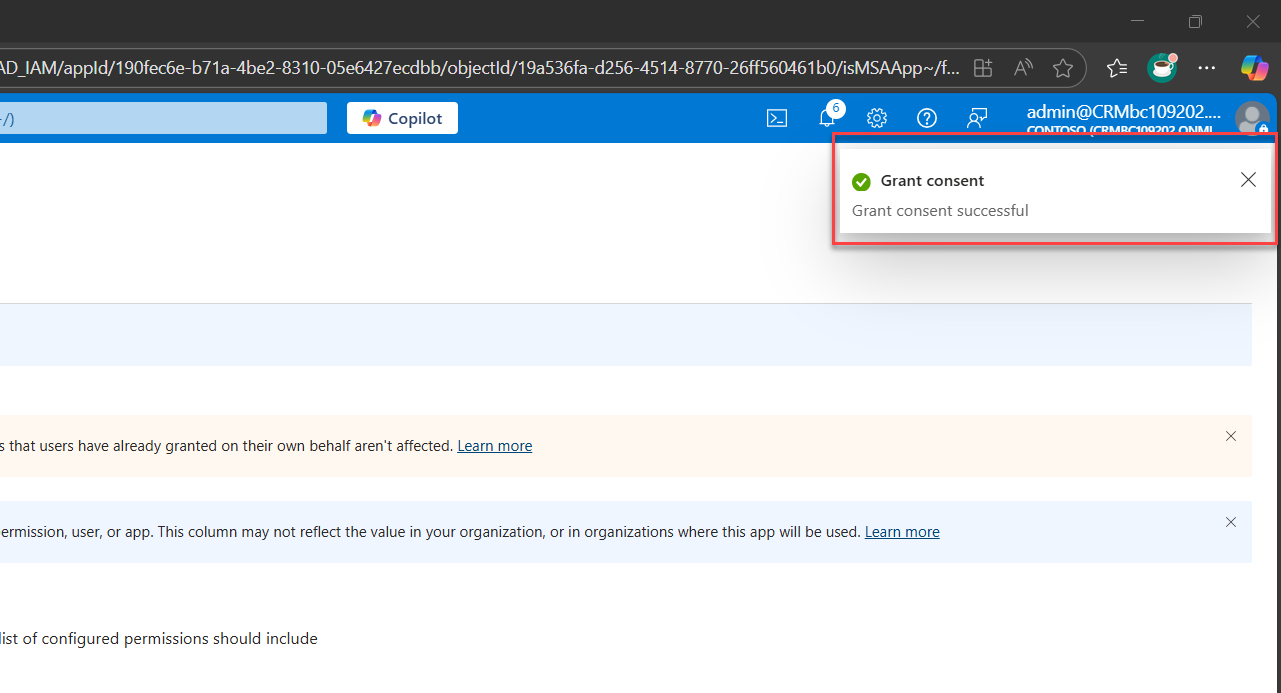 AD_IAM/appId/190fec6e-b71a-4be2-8310-05e6427ecdbb/objectId/19a536fa-d256-4514-8770-26ff560461b0/isMSAApp~/f...
/)
Copilot
6
admin@CRMbc109202....
CONTOSO (CRMBC109202.ONMI...
Grant consent
Grant consent successful
s that users have already granted on their own behalf aren't affected. Learn more
ermission, user, or app. This column may not reflect the value in your organization, or in organizations where this app will be used. Learn more
list of configured permissions should include